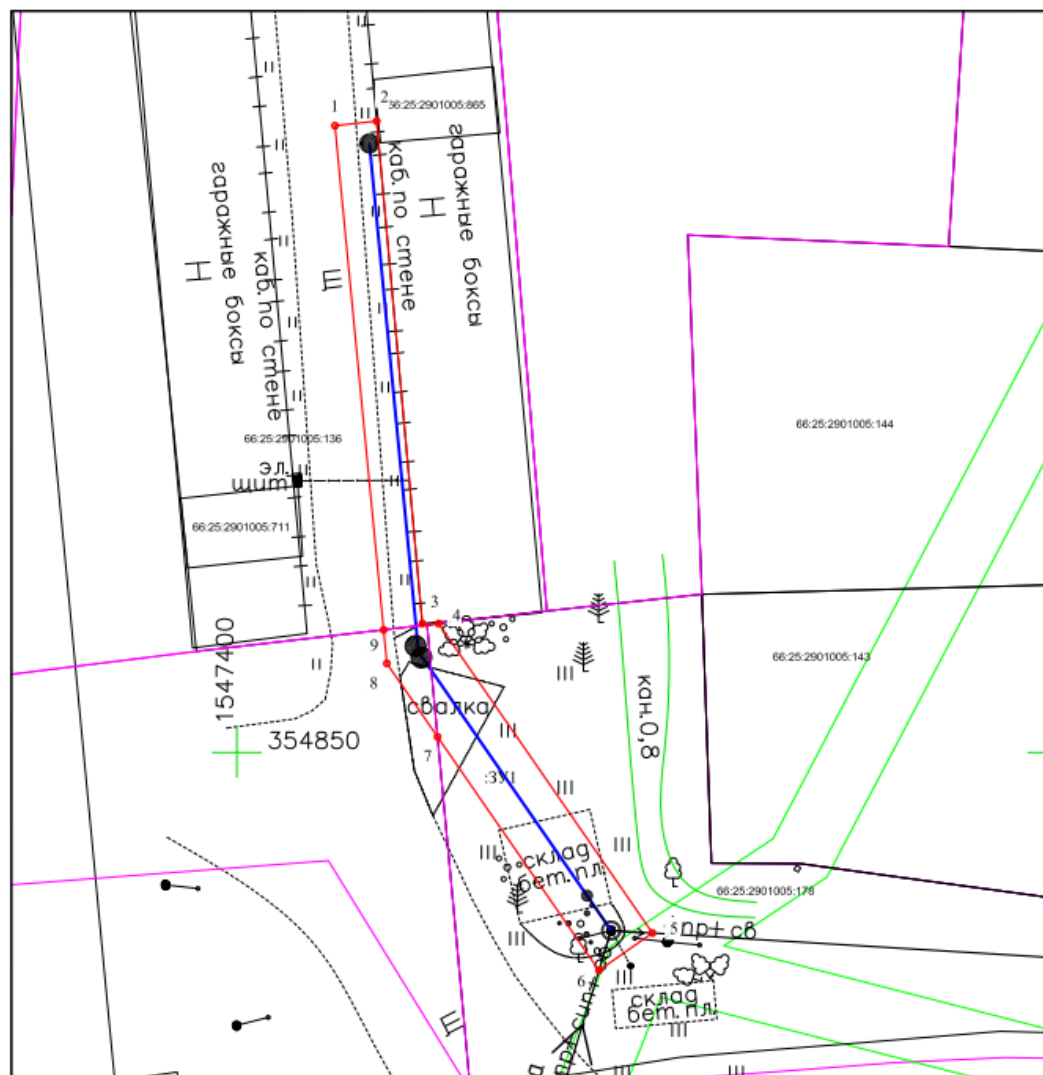 1
2
66:25:2901005:865
гаражные боксы
Н
каб. по стене
Н
гаражные боксы
каб. по стене
Щ
66:25:2901005:136
эл.
щит
66:25:2901005:711
66:25:2901005:144
3
4
9
8
1547400
354850
свалка
7
:ЗУ1
66:25:2901005:143
кан.0,8
склад
бет. пл.
66:25:2901005:178
5
пр+ св
6
склад
бет. пл.
Щ